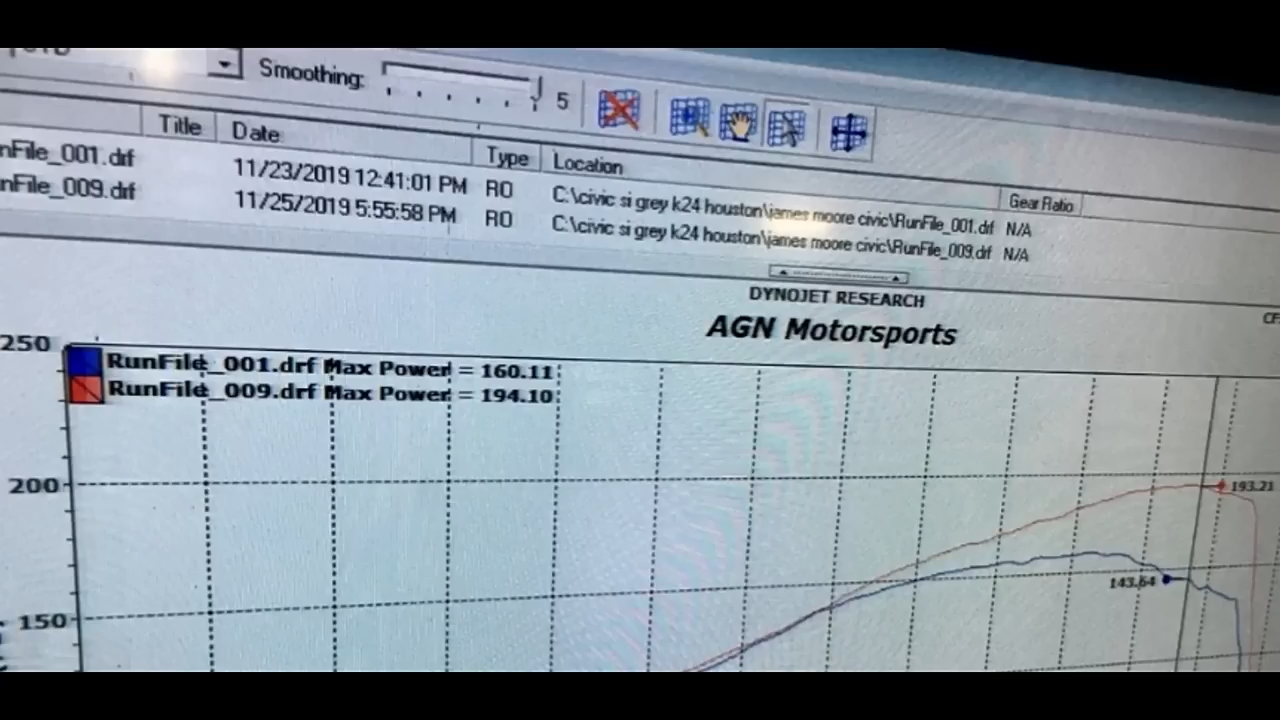 Smoothing: 5
Title Date Type Location Gear Ratio
nFile_001.drf 11/23/2019 12:41:01 PM RO C:\civic si grey k24 houston\james moore civic\RunFile_001.drf N/A
nFile_009.drf 11/25/2019 5:55:58 PM RO C:\civic si grey k24 houston\james moore civic\RunFile_009.drf N/A
DYNOJET RESEARCH
CF
AGN Motorsports
250
RunFile_001.drf Max Power = 160.11
RunFile_009.drf Max Power = 194.10
200
193.21
143.64
150